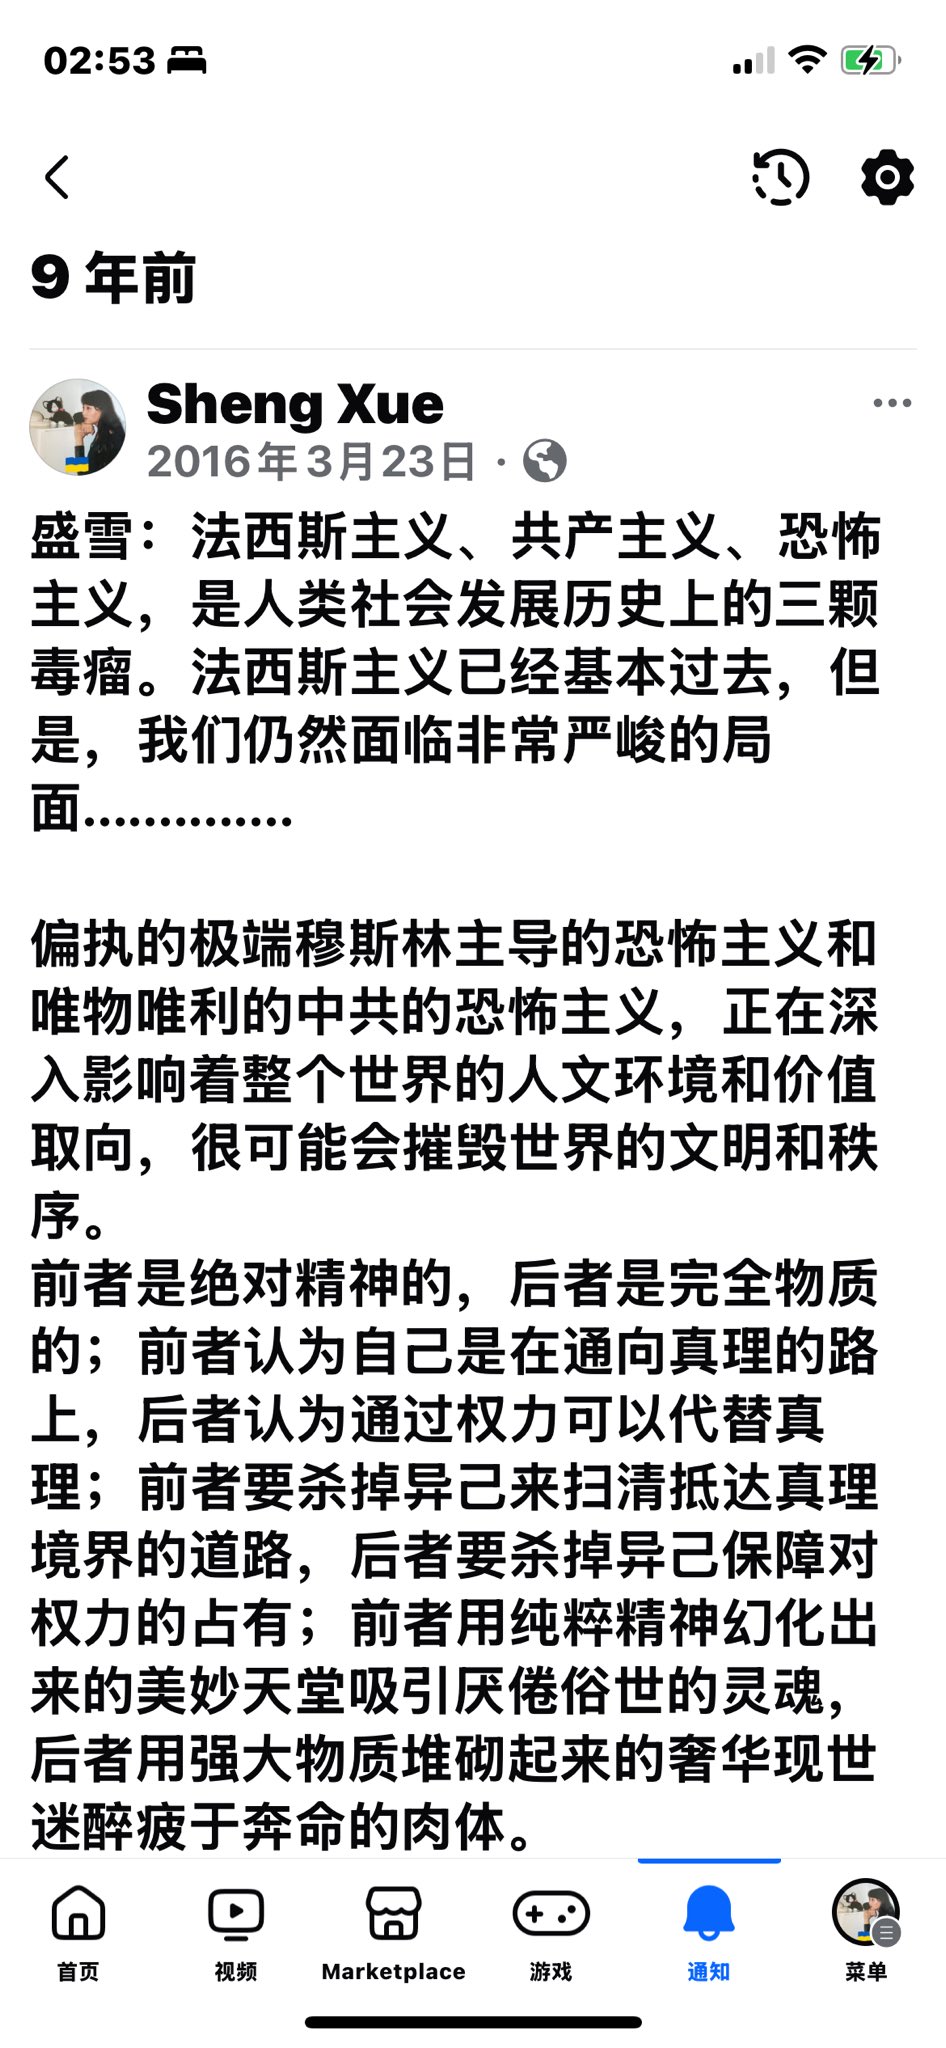 02:53
9 年前
Sheng Xue
2016年3月23日 ·
盛雪：法西斯主义、共产主义、恐怖
主义，是人类社会发展历史上的三颗
毒瘤。法西斯主义已经基本过去，但
是，我们仍然面临非常严峻的局
面..............
偏执的极端穆斯林主导的恐怖主义和
唯物唯利的中共的恐怖主义，正在深
入影响着整个世界的人文环境和价值
取向，很可能会摧毁世界的文明和秩
序。
前者是绝对精神的，后者是完全物质
的；前者认为自己是在通向真理的路
上，后者认为通过权力可以代替真
理；前者要杀掉异己来扫清抵达真理
境界的道路，后者要杀掉异己保障对
权力的占有；前者用纯粹精神幻化出
来的美妙天堂吸引厌倦俗世的灵魂，
后者用强大物质堆砌起来的奢华现世
迷醉疲于奔命的肉体。
首页 视频 Marketplace 游戏 通知 菜单